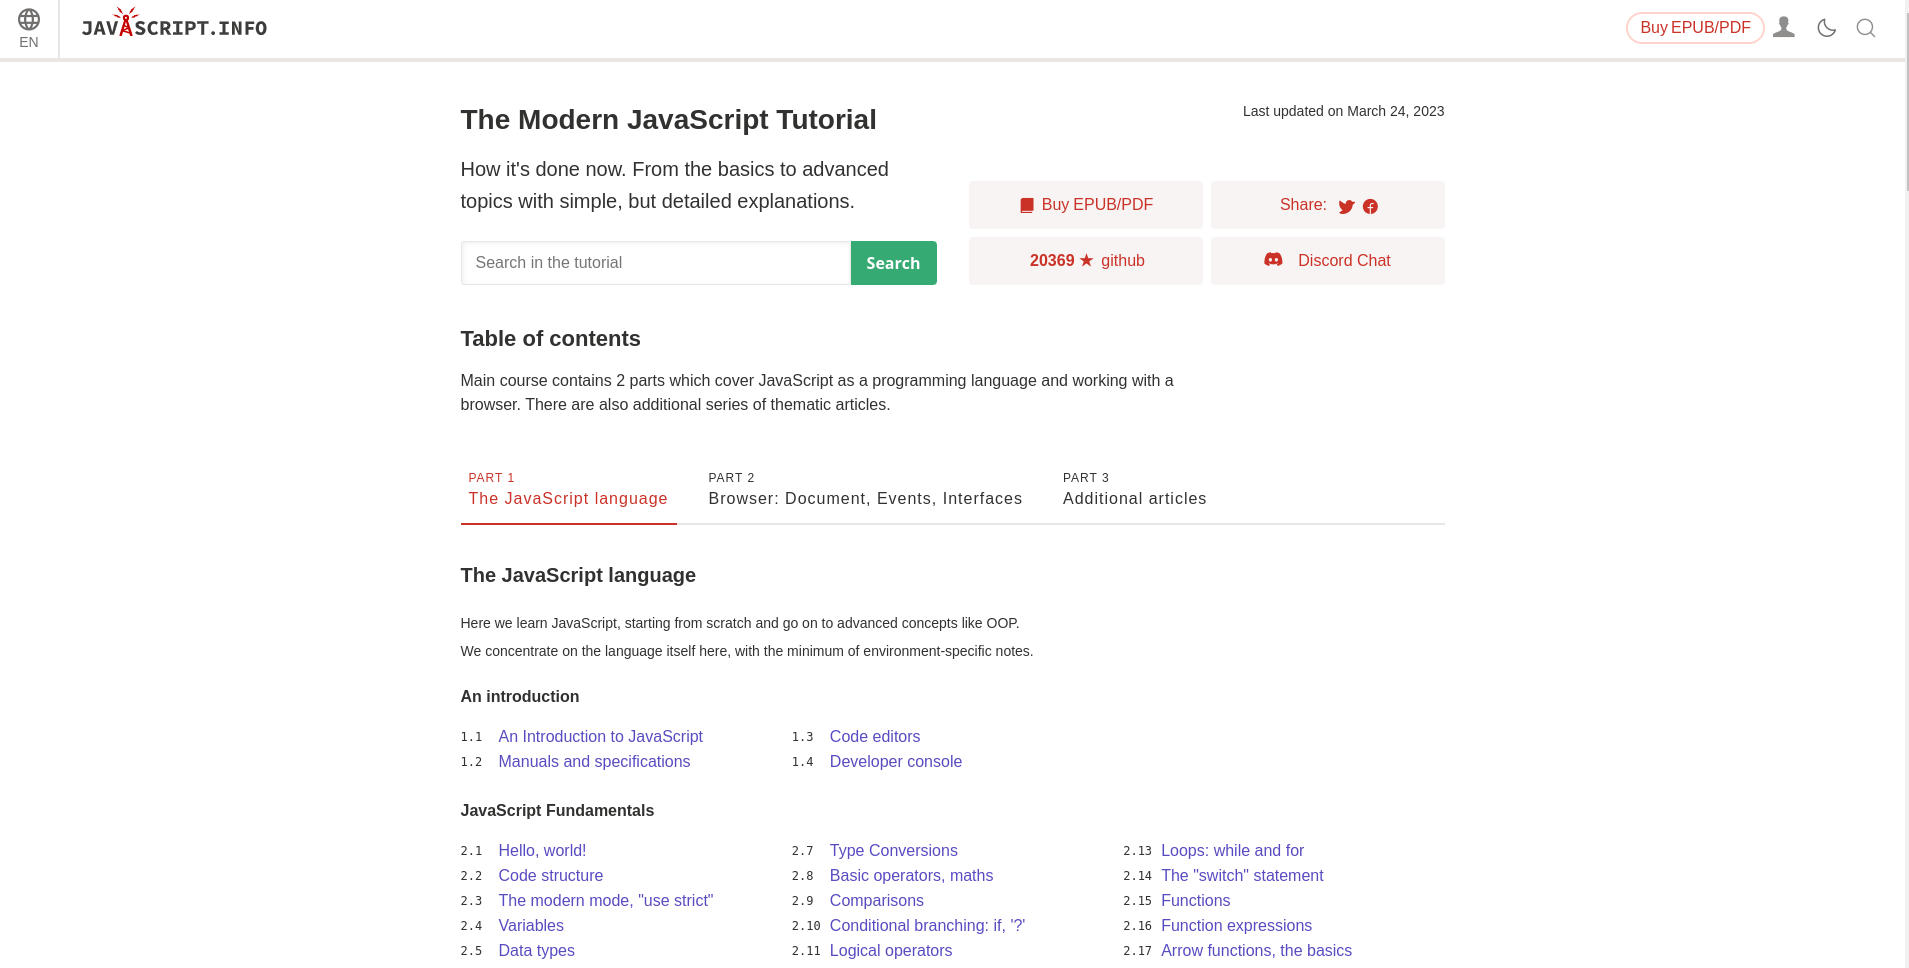 EN
JAVASCRIPT.INFO
Buy EPUB/PDF
The Modern JavaScript Tutorial
Last updated on March 24, 2023
How it's done now. From the basics to advanced
topics with simple, but detailed explanations.
Buy EPUB/PDF
Share:
Search in the tutorial
Search
20369 ★ github
Discord Chat
Table of contents
Main course contains 2 parts which cover JavaScript as a programming language and working with a
browser. There are also additional series of thematic articles.
PART 1
The JavaScript language
PART 2
Browser: Document, Events, Interfaces
PART 3
Additional articles
The JavaScript language
Here we learn JavaScript, starting from scratch and go on to advanced concepts like OOP.
We concentrate on the language itself here, with the minimum of environment-specific notes.
An introduction
1.1 An Introduction to JavaScript
1.2 Manuals and specifications
1.3 Code editors
1.4 Developer console
JavaScript Fundamentals
2.1 Hello, world!
2.2 Code structure
2.3 The modern mode, "use strict"
2.4 Variables
2.5 Data types
2.7 Type Conversions
2.8 Basic operators, maths
2.9 Comparisons
2.10 Conditional branching: if, '?'
2.11 Logical operators
2.13 Loops: while and for
2.14 The "switch" statement
2.15 Functions
2.16 Function expressions
2.17 Arrow functions, the basics